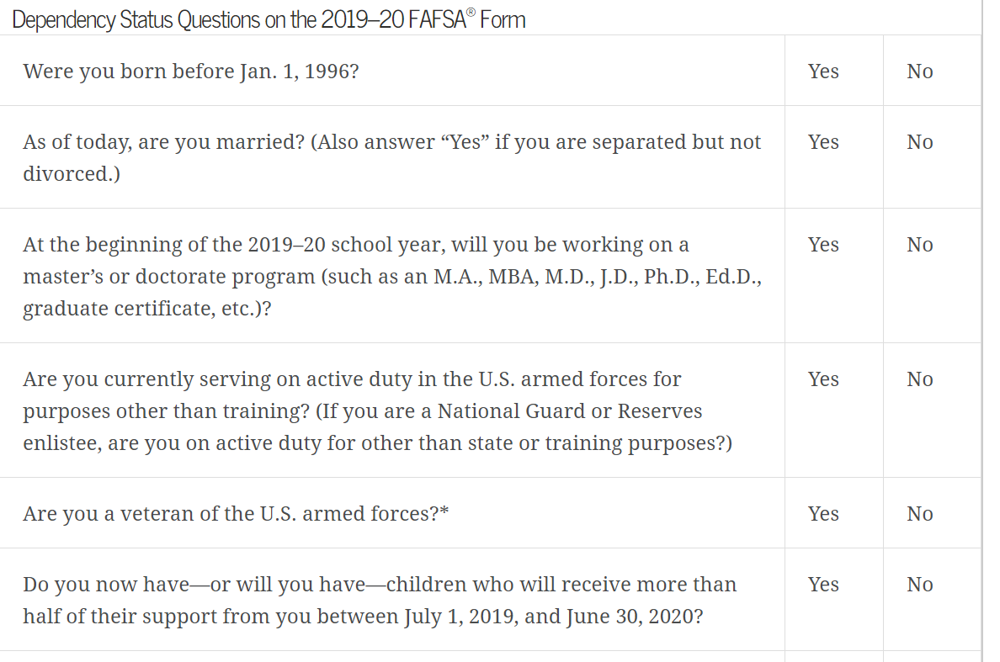 Dependency Status Questions on the 2019–20 FAFSA® Form
Were you born before Jan. 1, 1996? Yes No
As of today, are you married? (Also answer “Yes” if you are separated but not Yes No
divorced.)
At the beginning of the 2019–20 school year, will you be working on a Yes No
master’s or doctorate program (such as an M.A., MBA, M.D., J.D., Ph.D., Ed.D.,
graduate certificate, etc.)?
Are you currently serving on active duty in the U.S. armed forces for Yes No
purposes other than training? (If you are a National Guard or Reserves
enlistee, are you on active duty for other than state or training purposes?)
Are you a veteran of the U.S. armed forces?* Yes No
Do you now have—or will you have—children who will receive more than Yes No
half of their support from you between July 1, 2019, and June 30, 2020?